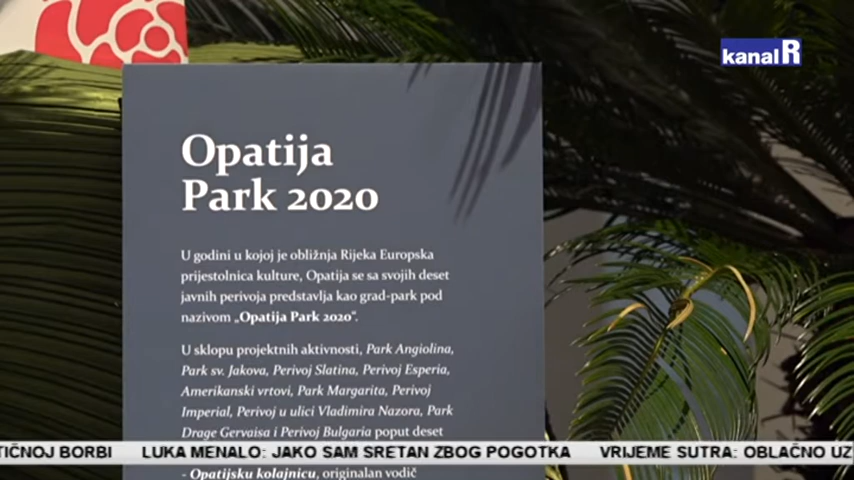 kanal R
Opatija
Park 2020
U godini u kojoj je obližnja Rijeka Europska
prijestolnica kulture, Opatija se sa svojih deset
javnih perivoja predstavlja kao grad-park pod
nazivom „Opatija Park 2020“.
U sklopu projektnih aktivnosti, Park Angiolina,
Park sv. Jakova, Perivoj Slatina, Perivoj Esperia,
Amerikanski vrtovi, Park Margarita, Perivoj
Imperial, Perivoj u ulici Vladimira Nazora, Park
Drage Gervaisa i Perivoj Bulgaria poput deset
TIČNOJ BORBI LUKA MENALO: JAKO SAM SRETAN ZBOG POGOTKA VRIJEME SUTRA: OBLAČNO UZ
- Opatijsku kolajnicu, originalan vodič